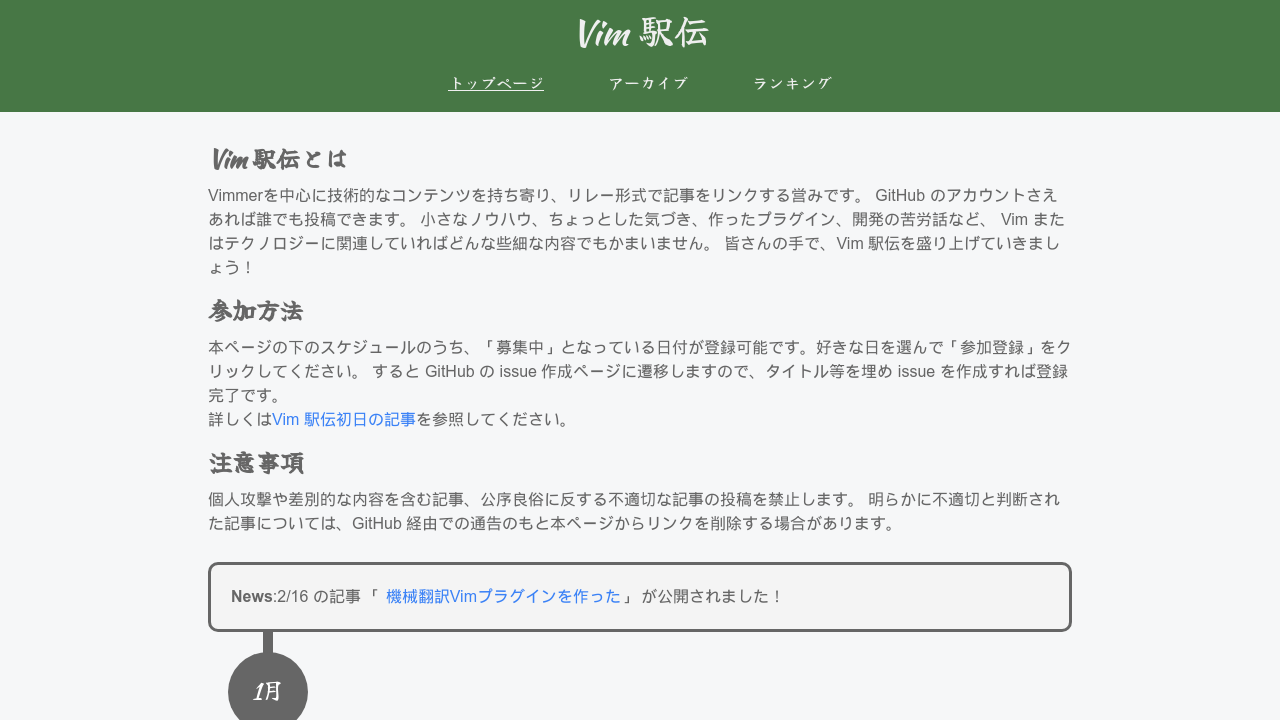 Vim 駅伝
トップページ アーカイブ ランキング
Vim 駅伝とは
Vimmerを中心に技術的なコンテンツを持ち寄り、リレー形式で記事をリンクする営みです。 GitHub のアカウントさえ
あれば誰でも投稿できます。 小さなノウハウ、ちょっとした気づき、作ったプラグイン、開発の苦労話など、 Vim また
はテクノロジーに関連していればどんな些細な内容でもかまいません。 皆さんの手で、Vim 駅伝を盛り上げていきまし
ょう！
参加方法
本ページの下のスケジュールのうち、「募集中」となっている日付が登録可能です。好きな日を選んで「参加登録」をク
リックしてください。 すると GitHub の issue 作成ページに遷移しますので、タイトル等を埋め issue を作成すれば登録
完了です。
詳しくはVim 駅伝初日の記事を参照してください。
注意事項
個人攻撃や差別的な内容を含む記事、公序良俗に反する不適切な記事の投稿を禁止します。 明らかに不適切と判断され
た記事については、GitHub 経由での通告のもと本ページからリンクを削除する場合があります。
News:2/16 の記事 「 機械翻訳Vimプラグインを作った」 が公開されました！
1月